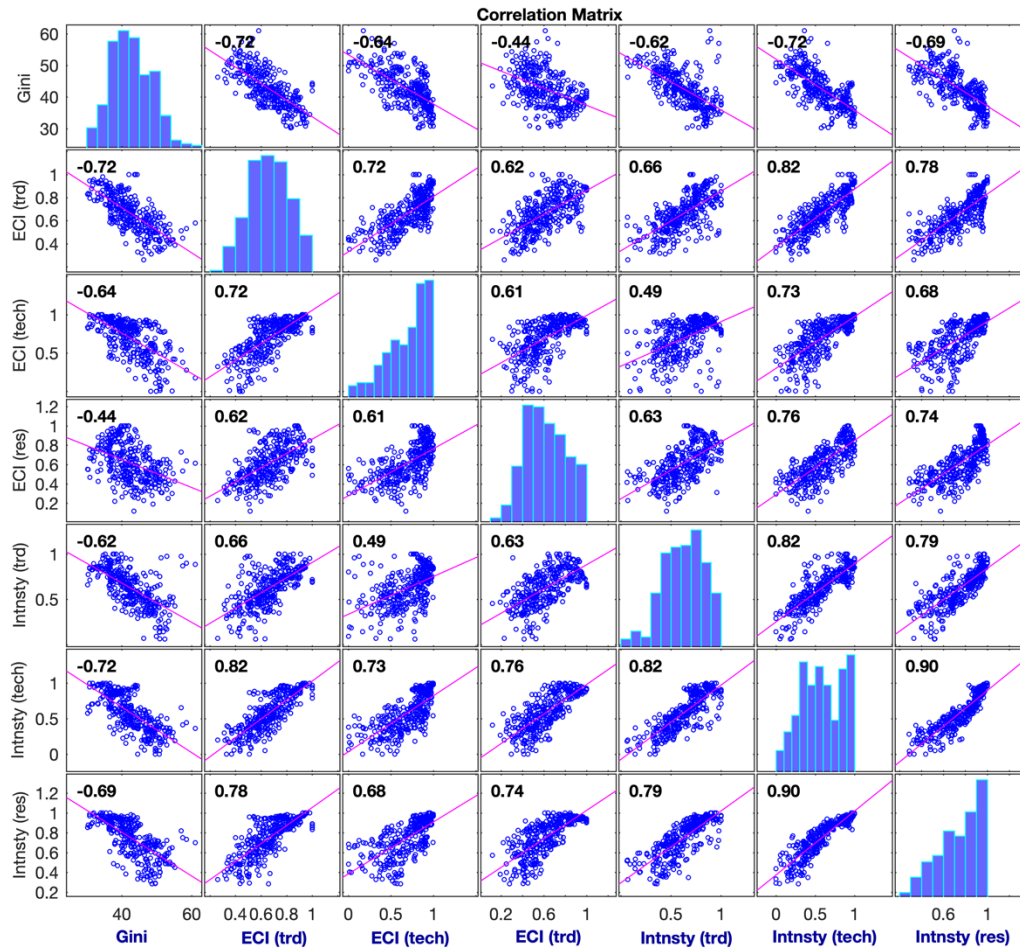 Correlation Matrix
Gini 60 50 40 30 -0.72 -0.64 -0.44 -0.62 -0.72 -0.69
ECI (trd) 1 0.8 0.6 0.4 -0.72 0.72 0.62 0.66 0.82 0.78
ECI (tech) 1 0.5 0 -0.64 0.72 0.61 0.49 0.73 0.68
ECI (res) 1.2 1 0.8 0.6 0.4 0.2 -0.44 0.62 0.61 0.63 0.76 0.74
Intnsty (trd) 1 0.5 -0.62 0.66 0.49 0.63 0.82 0.79
Intnsty (tech) 1 0.5 0 -0.72 0.82 0.73 0.76 0.82 0.90
Intnsty (res) 1.2 1 0.8 0.6 0.4 0.2 -0.69 0.78 0.68 0.74 0.79 0.90
40 60 0.4 0.6 0.8 1 0 0.5 1 0.2 0.6 1 0.5 1 0 0.5 1 0.6 1
Gini ECI (trd) ECI (tech) ECI (trd) Intnsty (trd) Intnsty (tech) Intnsty (res)